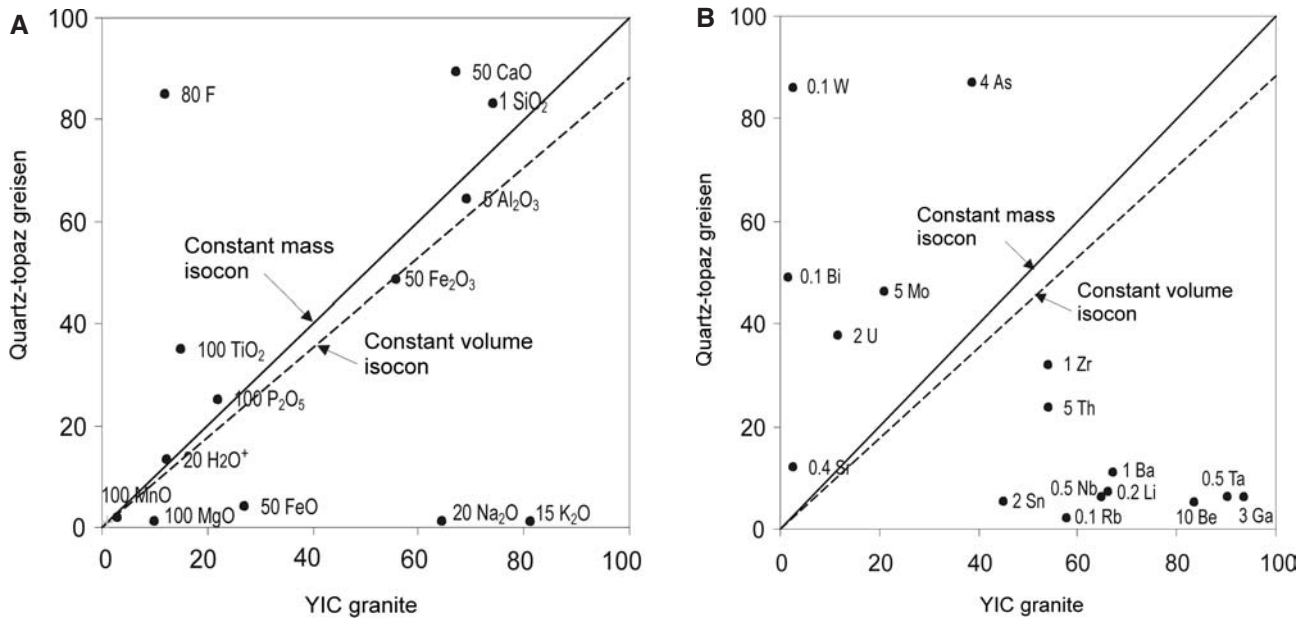 A
100
80
60
40
20
0
Quartz-topaz greisen
50 CaO
80 F
1 SiO₂
5 Al₂O₃
Constant mass
isocon
50 Fe₂O₃
100 TiO₂
Constant volume
isocon
100 P₂O₅
20 H2O⁺
100 MnO
100 MgO
50 FeO
20 Na₂O
15 K₂O
0
20
40
60
80
100
YIC granite
B
100
80
60
40
20
0
Quartz-topaz greisen
0.1 W
4 As
Constant mass
isocon
0.1 Bi
5 Mo
Constant volume
isocon
2 U
1 Zr
5 Th
0.4 Sr
1 Ba
0.5 Ta
0.5 Nb
0.2 Li
2 Sn
0.1 Rb
10 Be
3 Ga
0
20
40
60
80
100
YIC granite